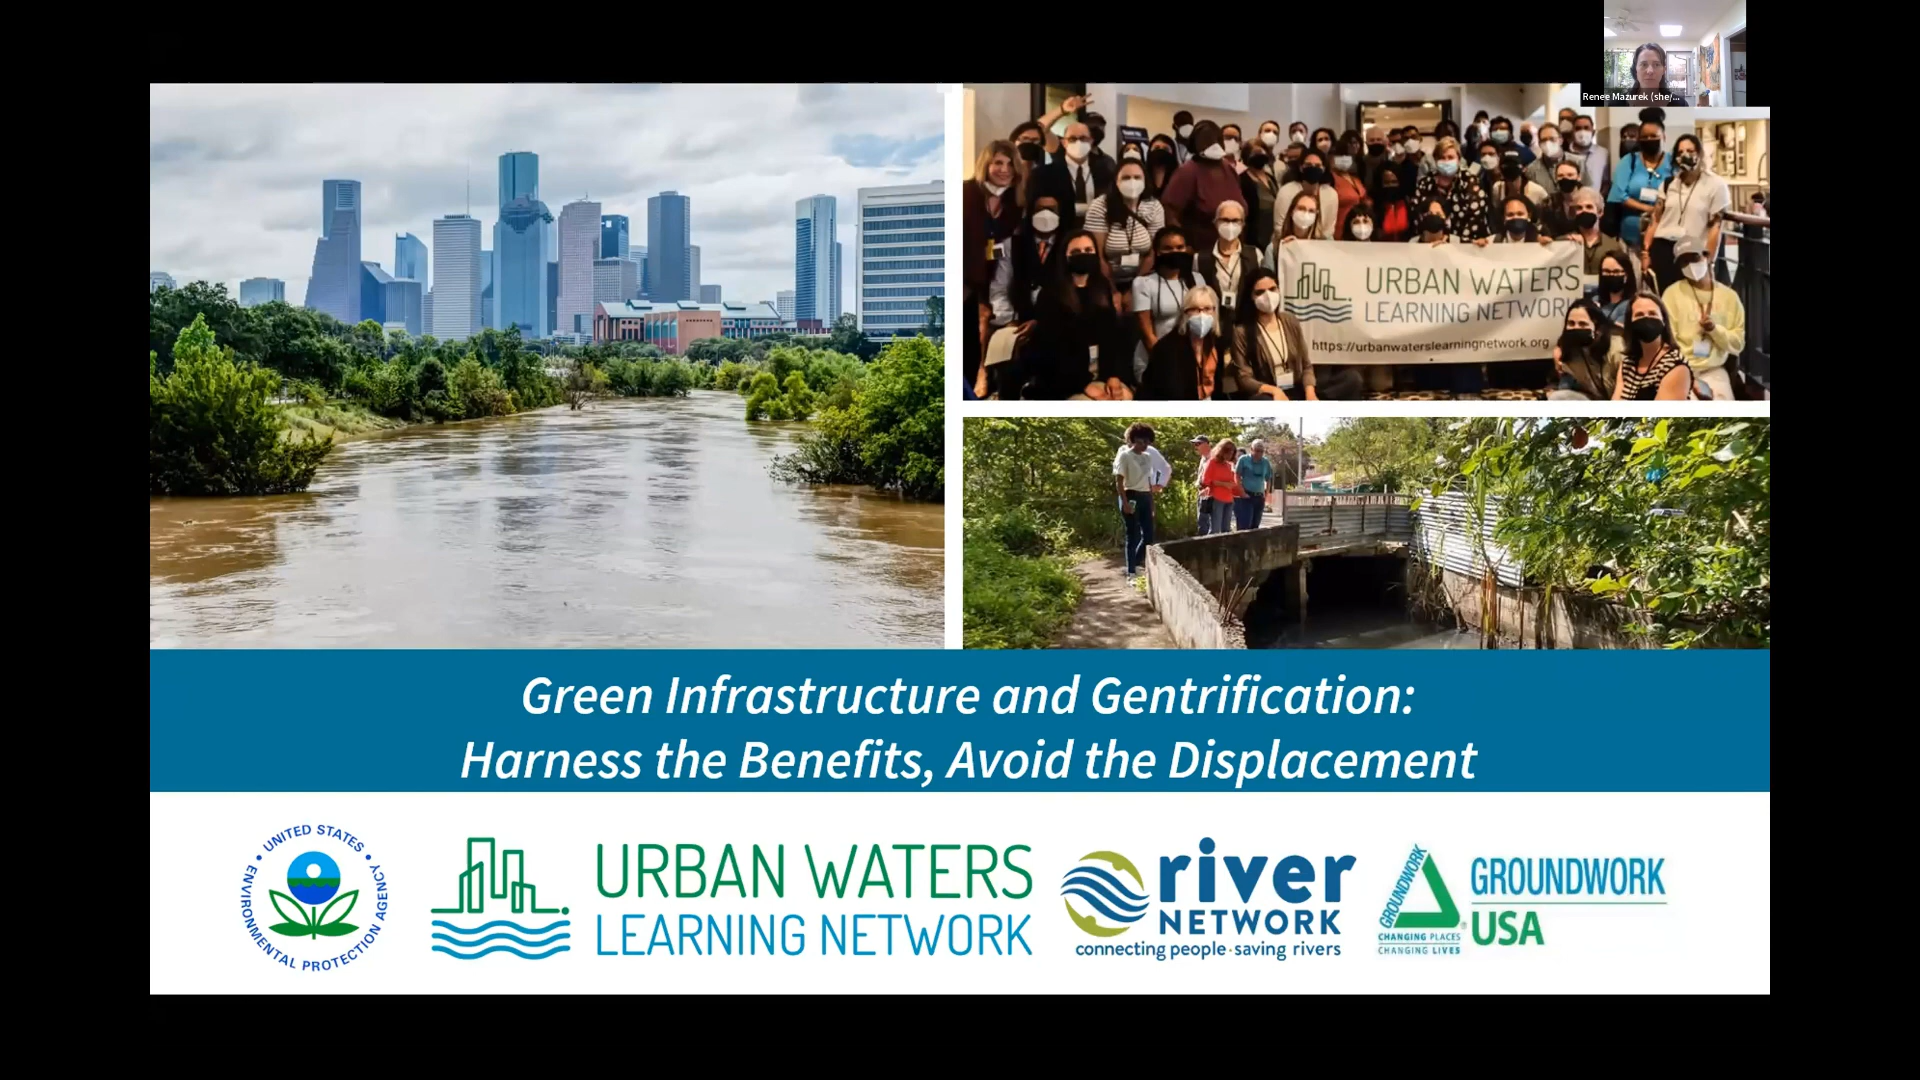 Renee Mazurek (she/...
URBAN WATERS
LEARNING NETWORK
https://urbanwaterslearningnetwork.org
Green Infrastructure and Gentrification:
Harness the Benefits, Avoid the Displacement
UNITED STATES
ENVIRONMENTAL PROTECTION AGENCY
URBAN WATERS
LEARNING NETWORK
river
NETWORK
connecting people · saving rivers
GROUNDWORK
CHANGING PLACES
CHANGING LIVES
®
GROUNDWORK
USA